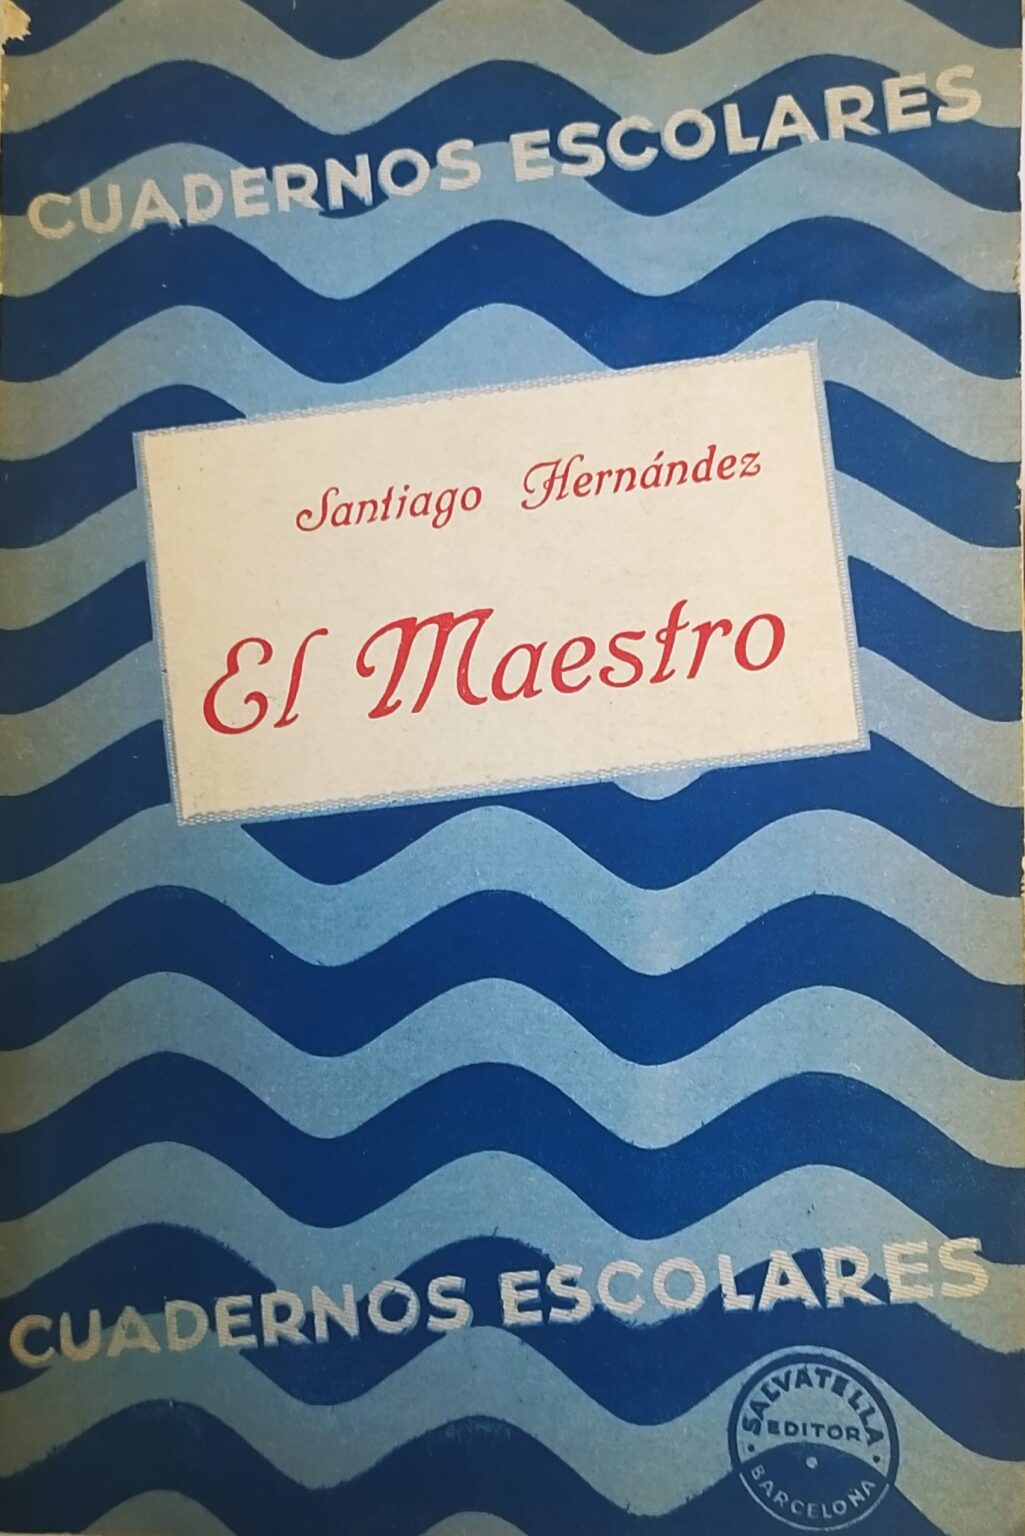 CUADERNOS ESCOLARES
Santiago Hernández
El Maestro
CUADERNOS ESCOLARES
SALVATELLA
EDITOR
BARCELONA